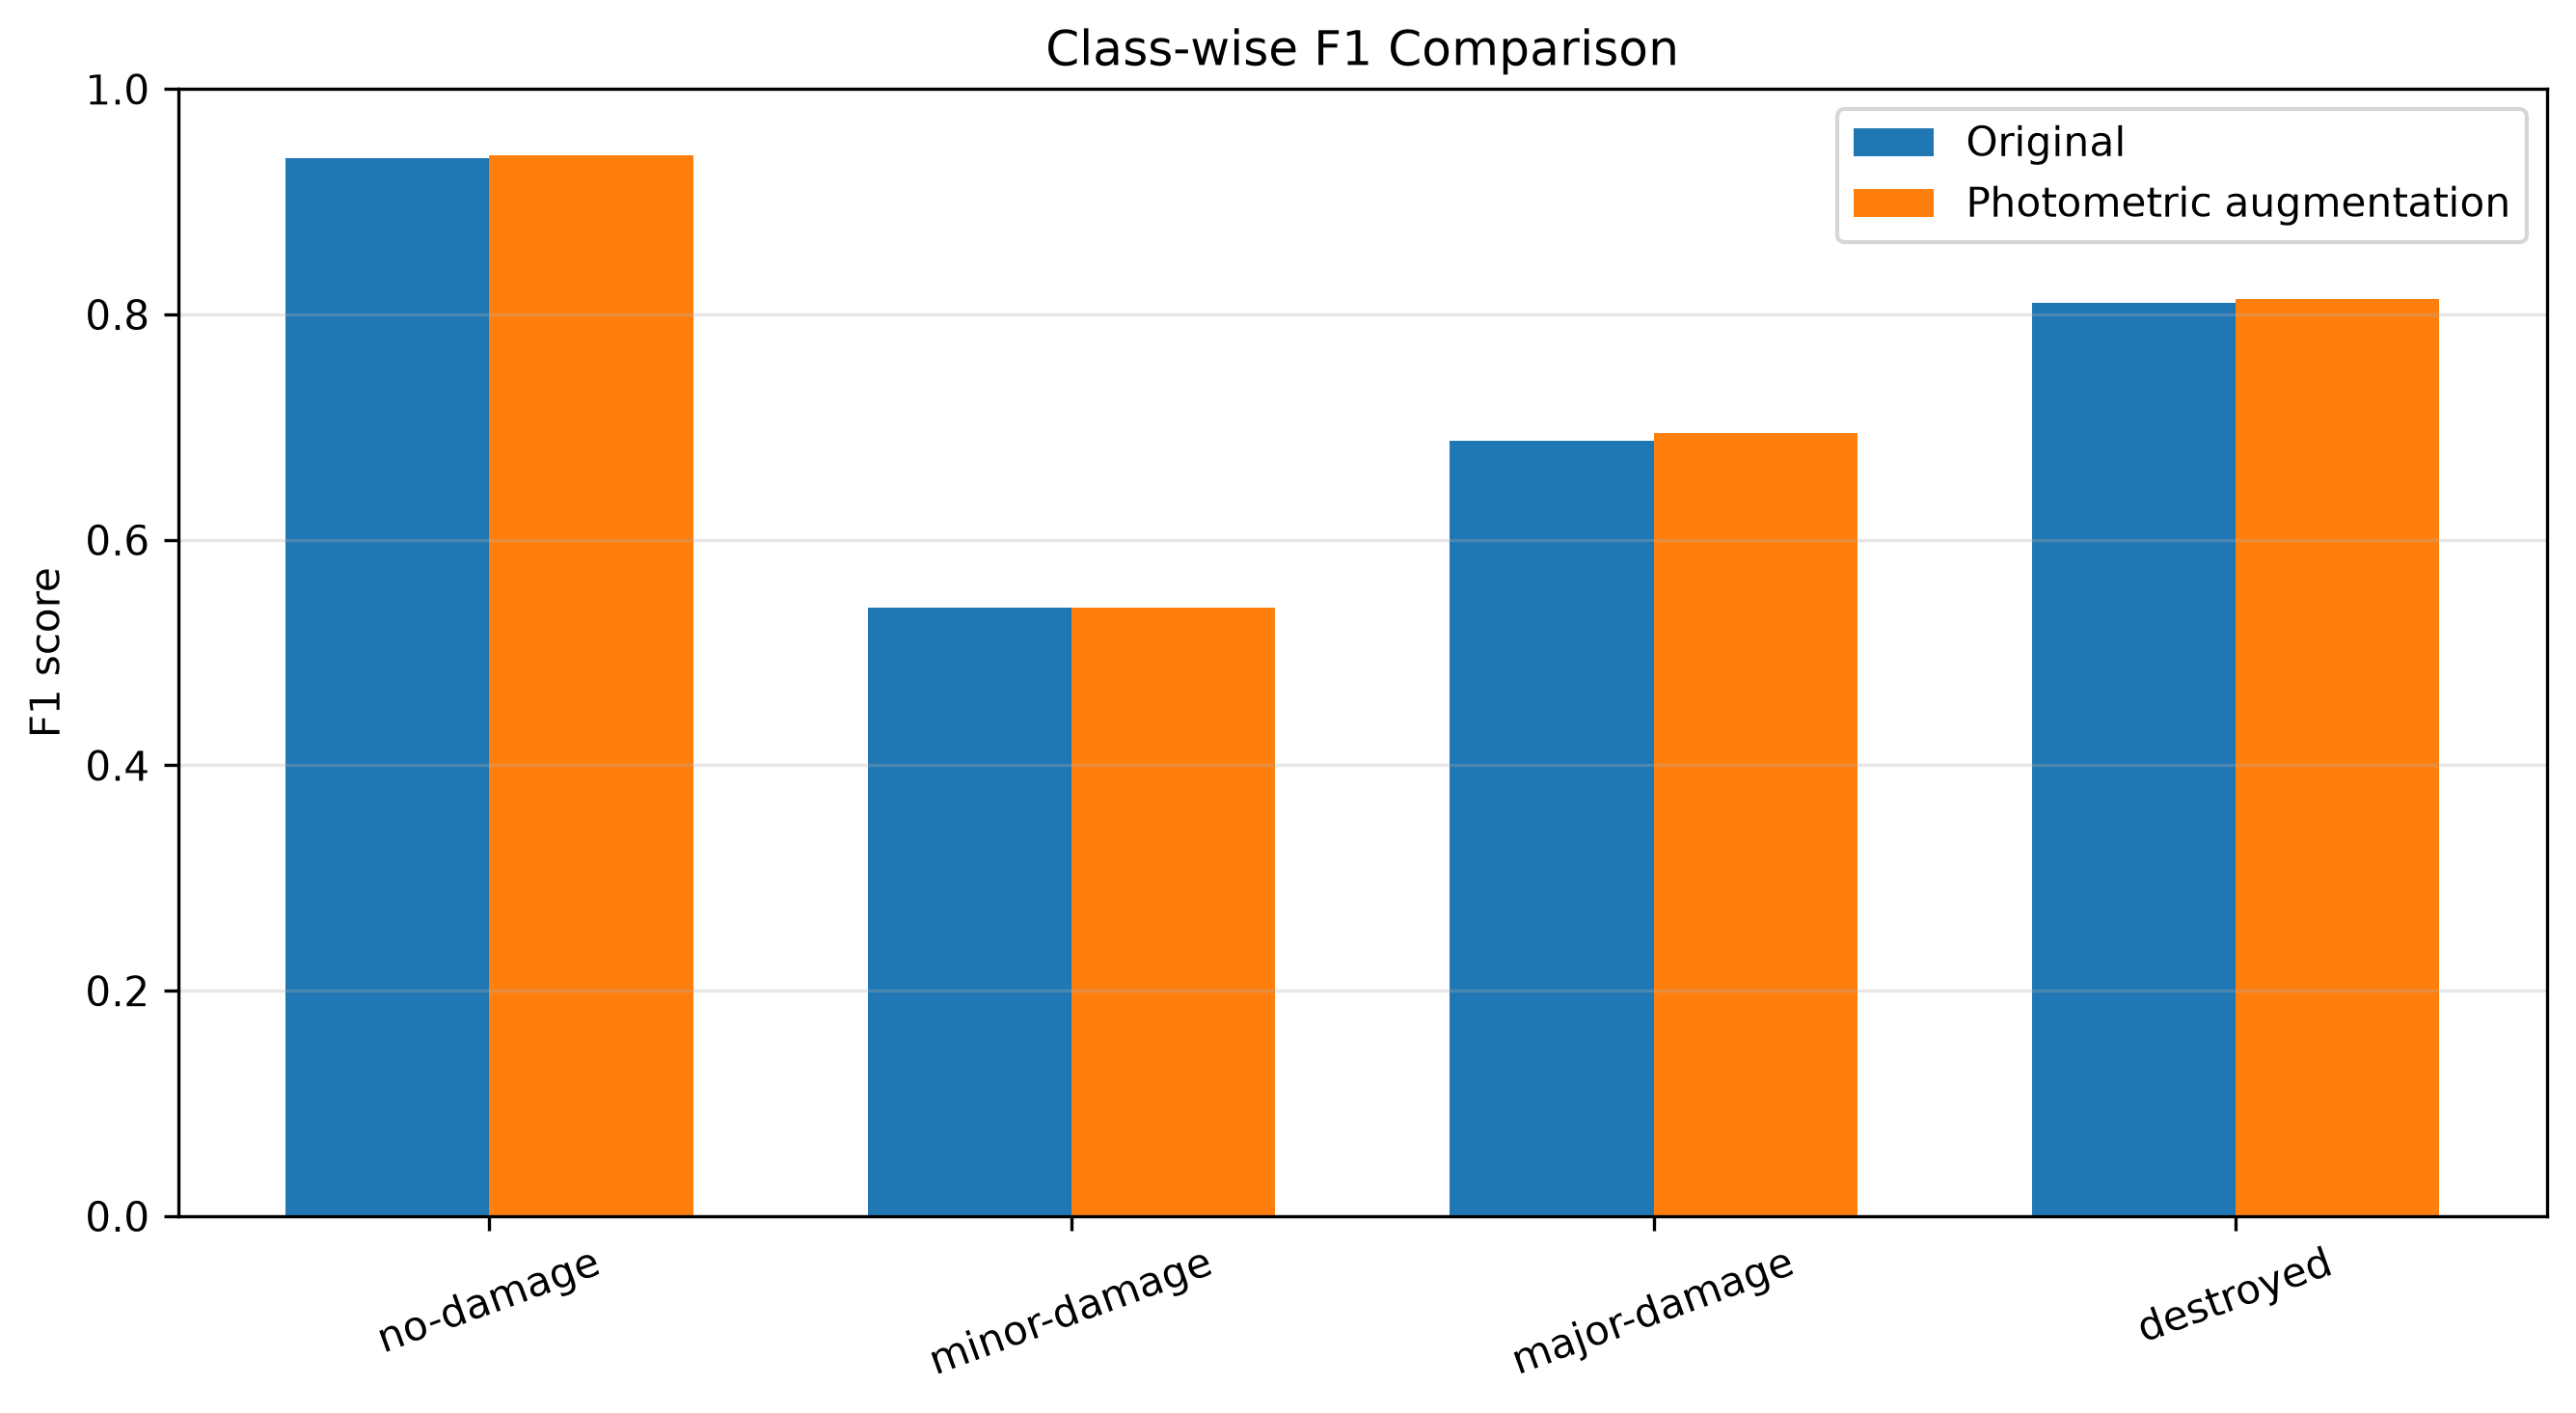 Class-wise F1 Comparison
1.0
0.8
0.6
0.4
0.2
0.0
F1 score
Original
Photometric augmentation
no-damage
minor-damage
major-damage
destroyed